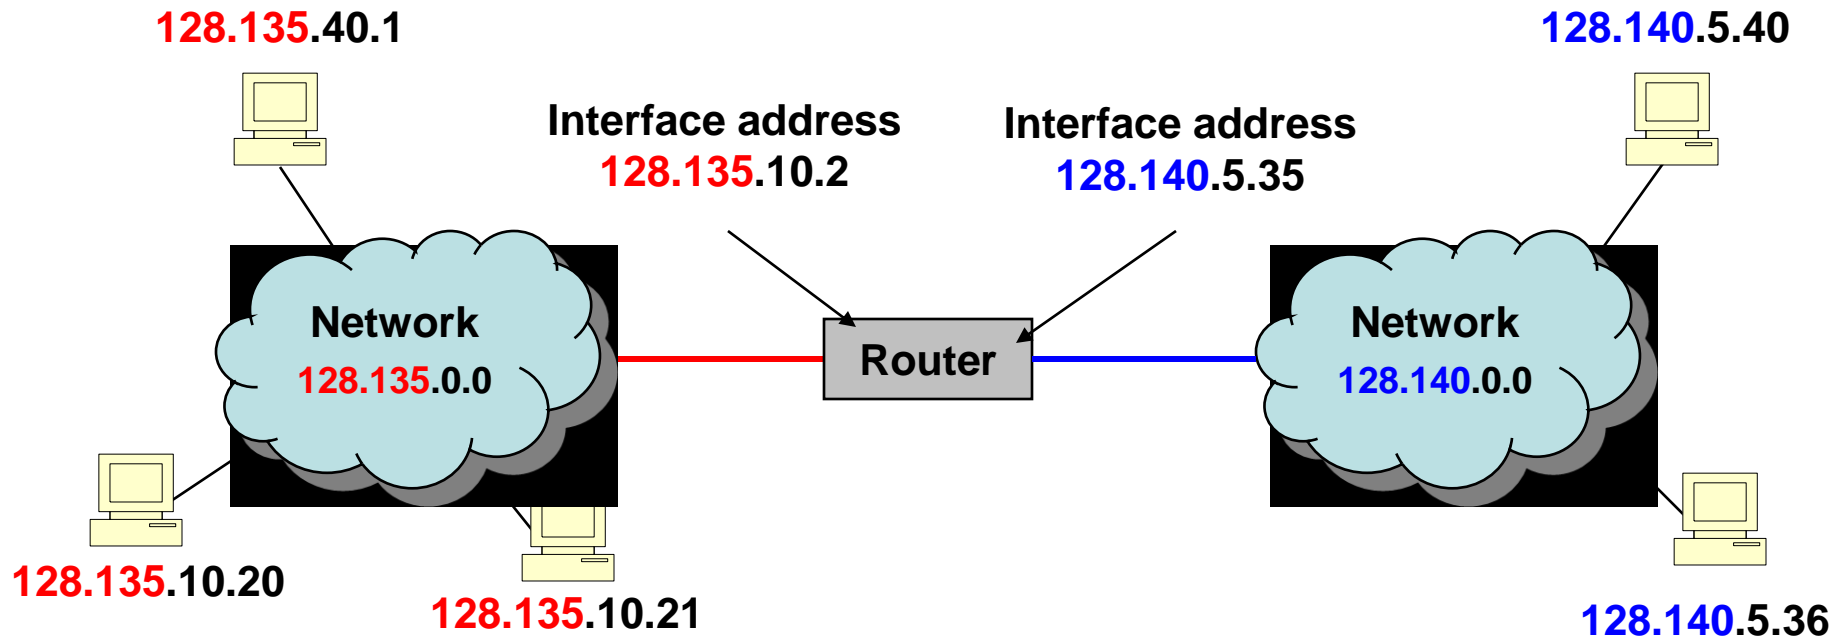 128.135.40.1
128.140.5.40
Interface address
128.135.10.2
Interface address
128.140.5.35
Network
128.135.0.0
Router
Network
128.140.0.0
128.135.10.20
128.135.10.21
128.140.5.36